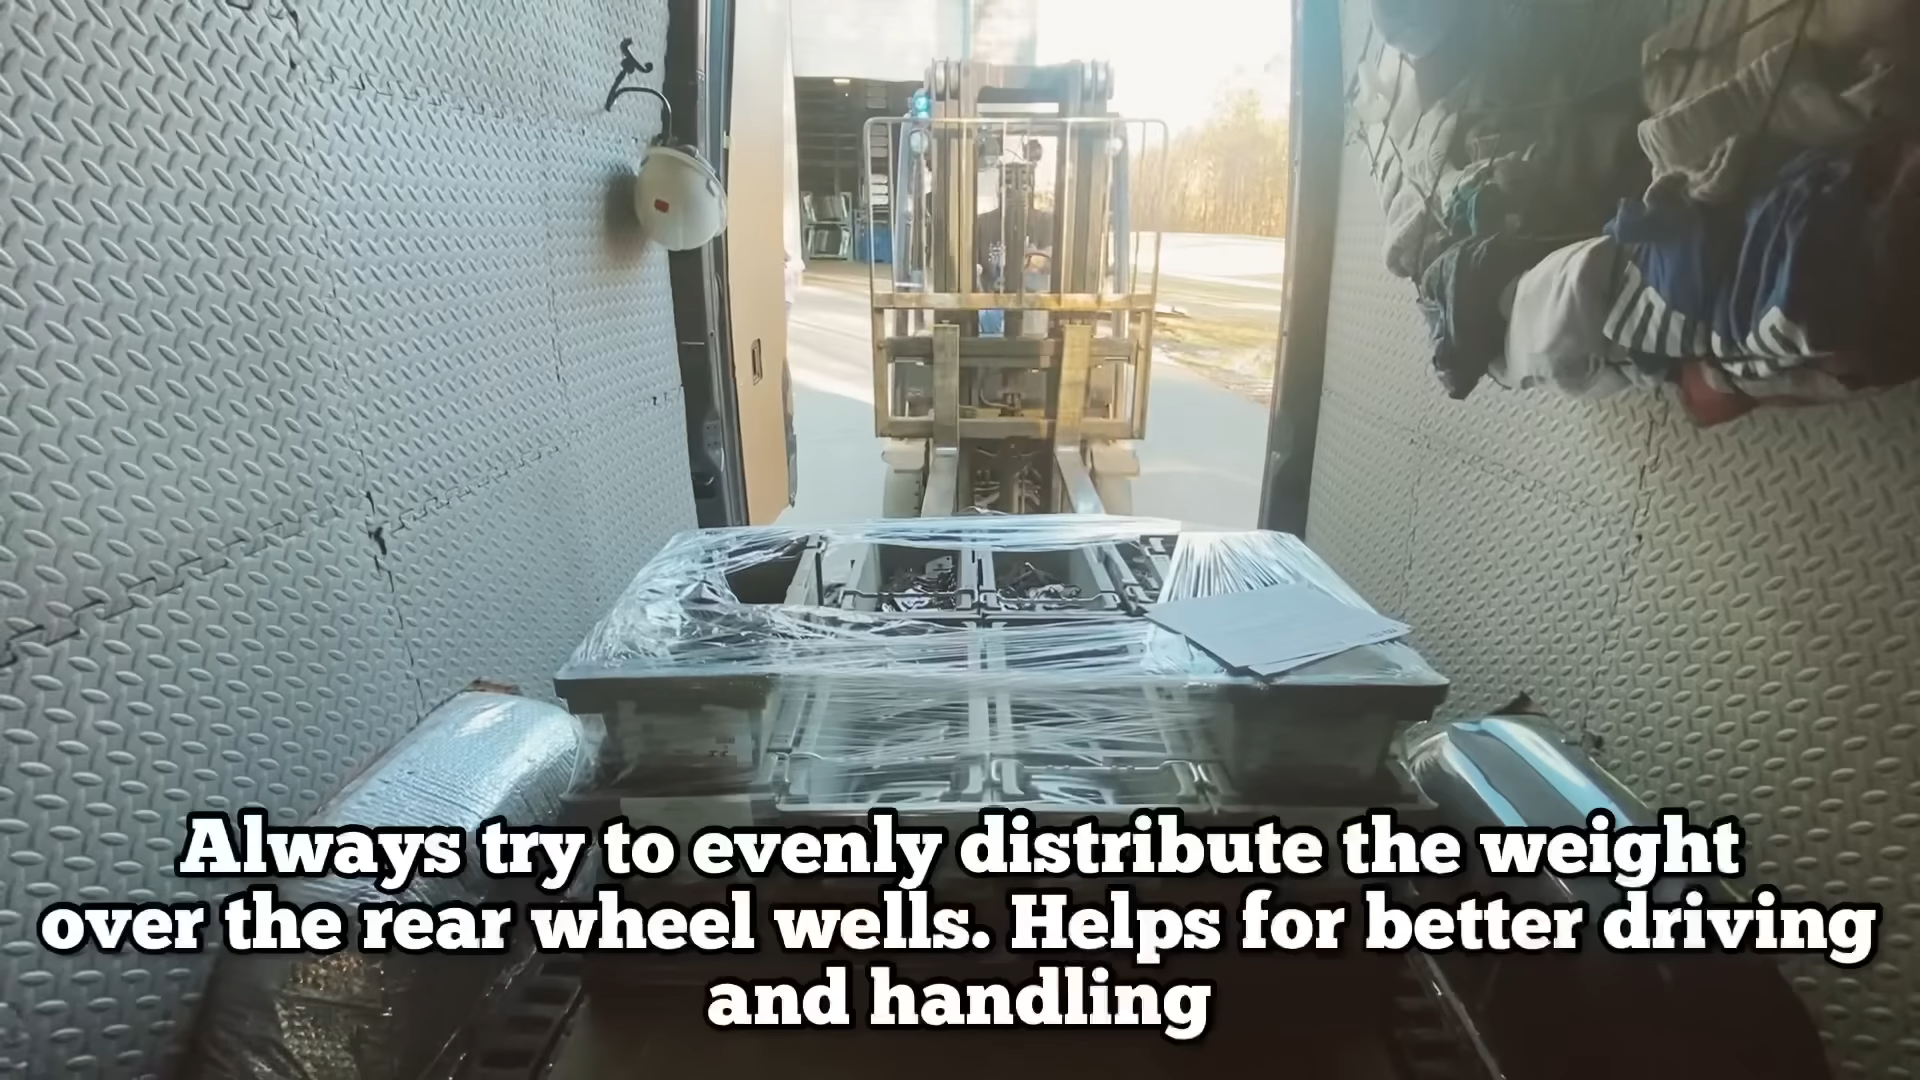 Always try to evenly distribute the weight
over the rear wheel wells. Helps for better driving
and handling